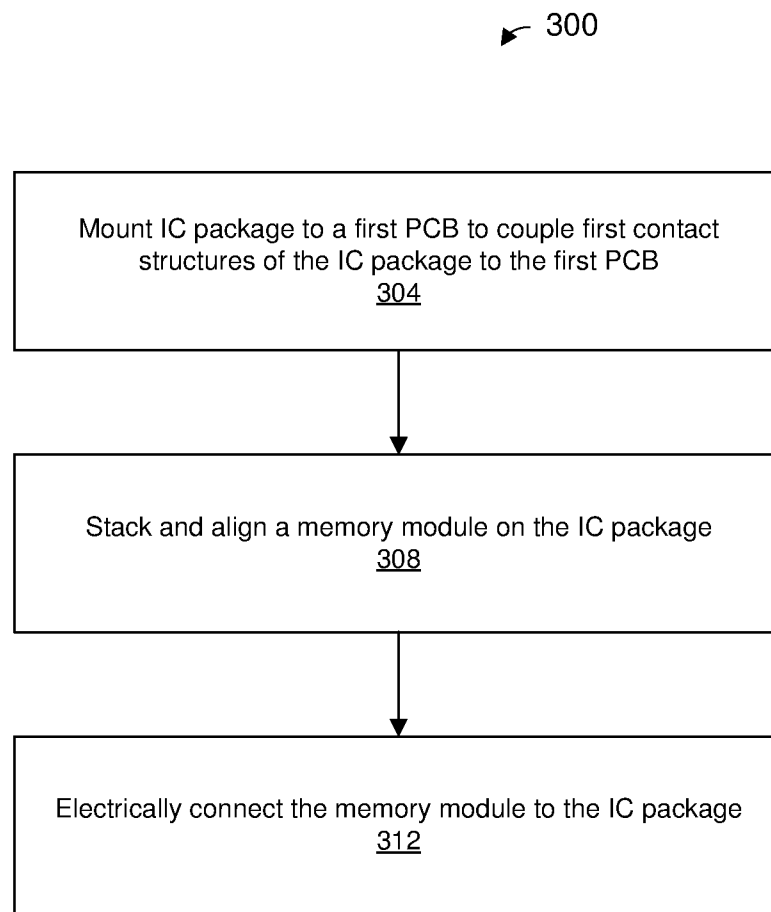 300
Mount IC package to a first PCB to couple first contact
structures of the IC package to the first PCB
304
Stack and align a memory module on the IC package
308
Electrically connect the memory module to the IC package
312